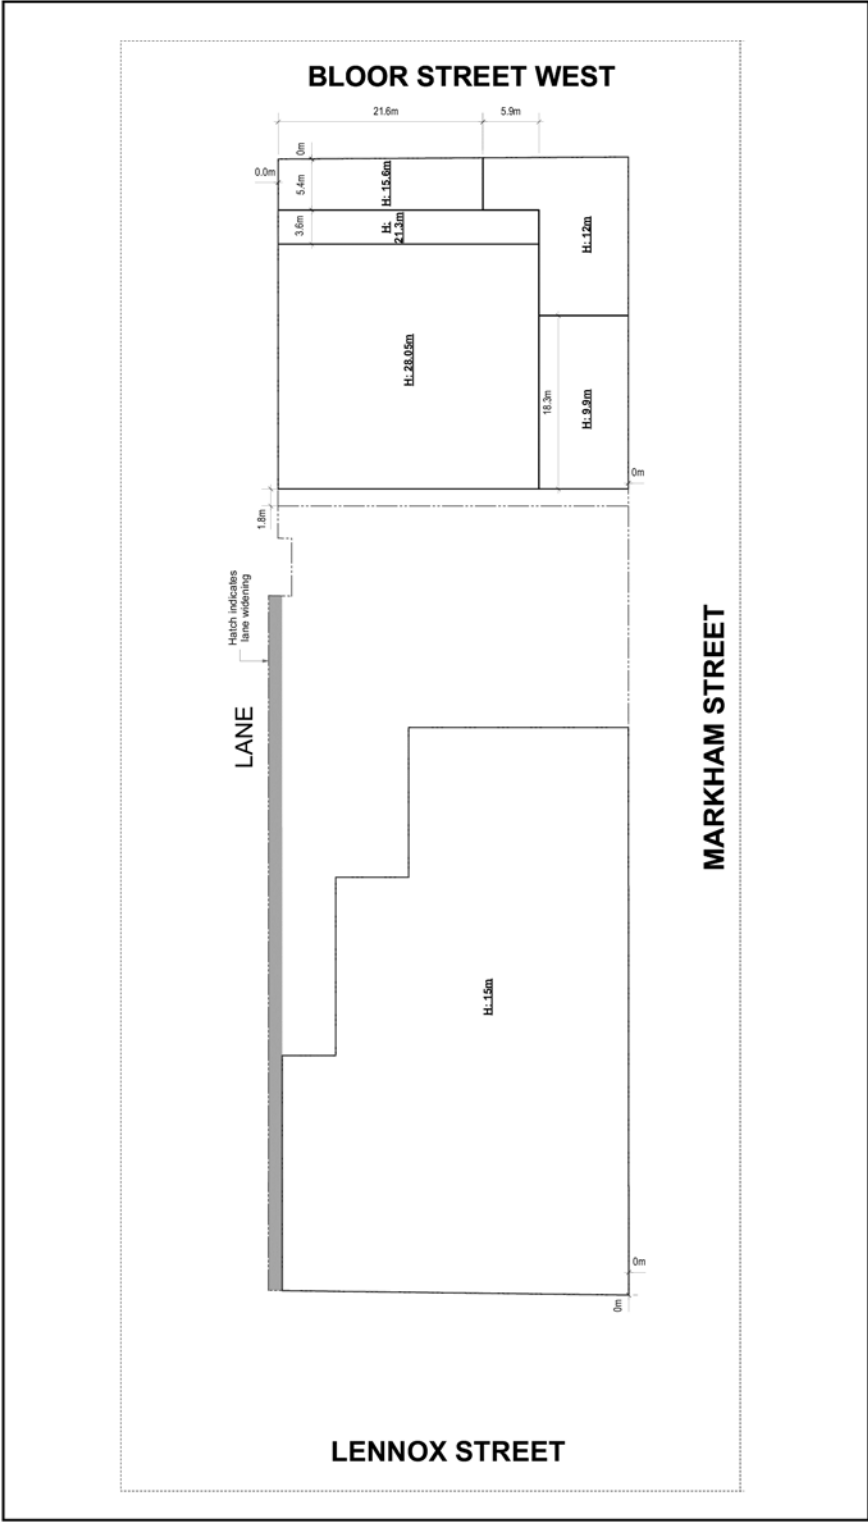 BLOOR STREET WEST
21.6m
5.9m
0m
0.0m
5.4m
H: 15.6m
3.6m
H:
21.3m
H: 12m
H: 28.05m
18.3m
H: 9.9m
0m
1.8m
Hatch indicates
lane widening
LANE
MARKHAM STREET
H: 15m
0m
0m
LENNOX STREET